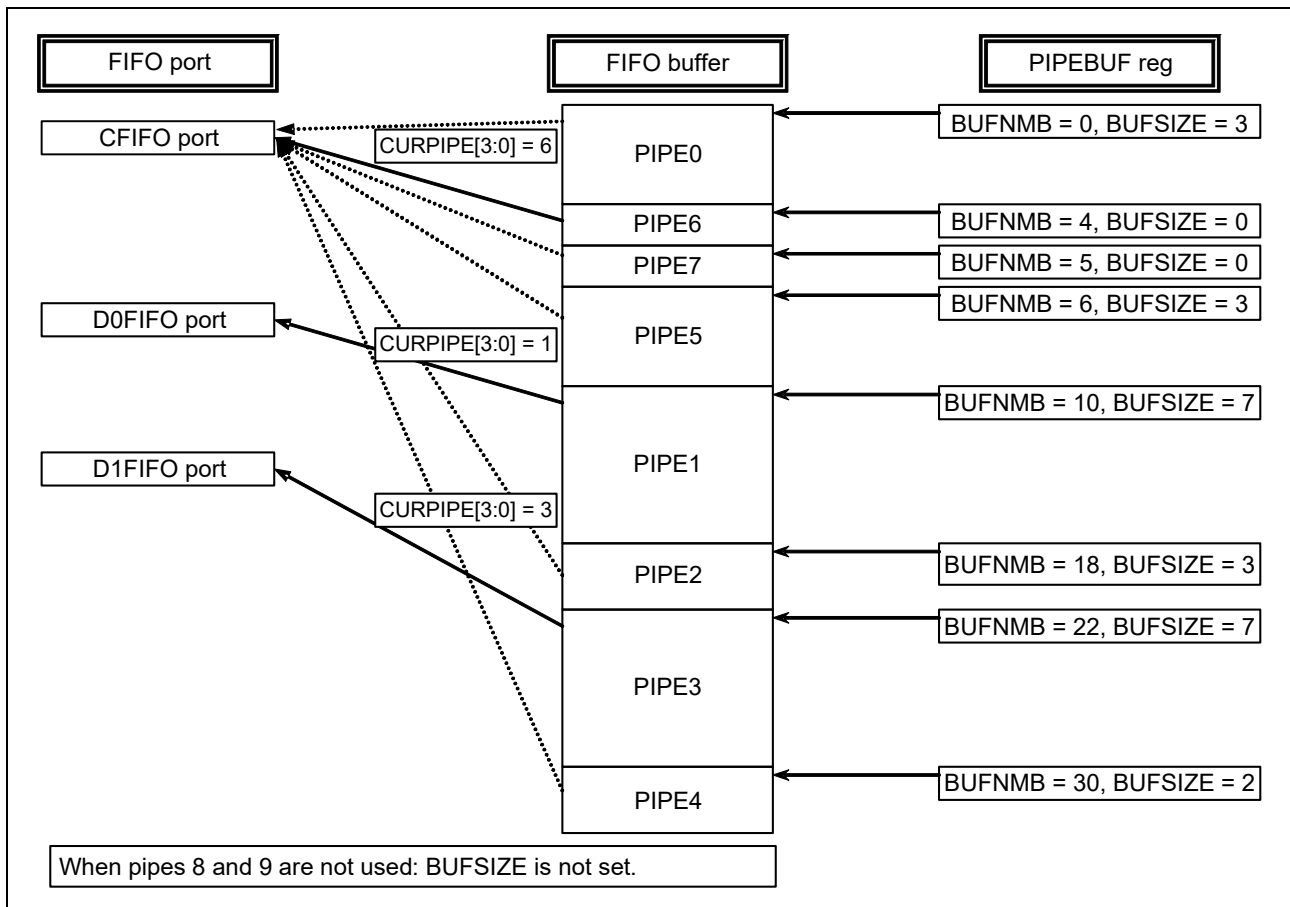 FIFO port
FIFO buffer
PIPEBUF reg
CFIFO port
CURPIPE[3:0] = 6
PIPE0
BUFNMB = 0, BUFSIZE = 3
PIPE6
BUFNMB = 4, BUFSIZE = 0
PIPE7
BUFNMB = 5, BUFSIZE = 0
D0FIFO port
CURPIPE[3:0] = 1
PIPE5
BUFNMB = 6, BUFSIZE = 3
BUFNMB = 10, BUFSIZE = 7
D1FIFO port
PIPE1
CURPIPE[3:0] = 3
PIPE2
BUFNMB = 18, BUFSIZE = 3
BUFNMB = 22, BUFSIZE = 7
PIPE3
PIPE4
BUFNMB = 30, BUFSIZE = 2
When pipes 8 and 9 are not used: BUFSIZE is not set.